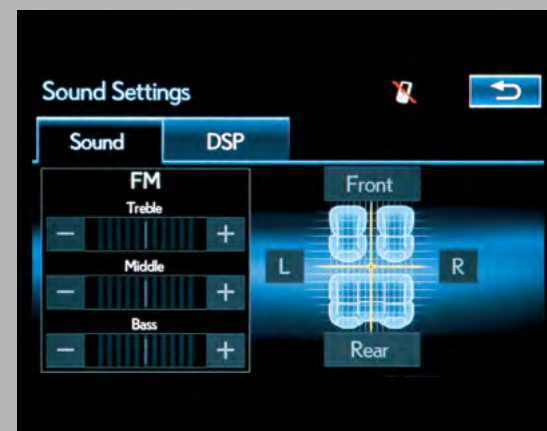 Sound Settings
Sound
DSP
FM
Treble
− +
Middle
− +
Bass
− +
Front
L
R
Rear